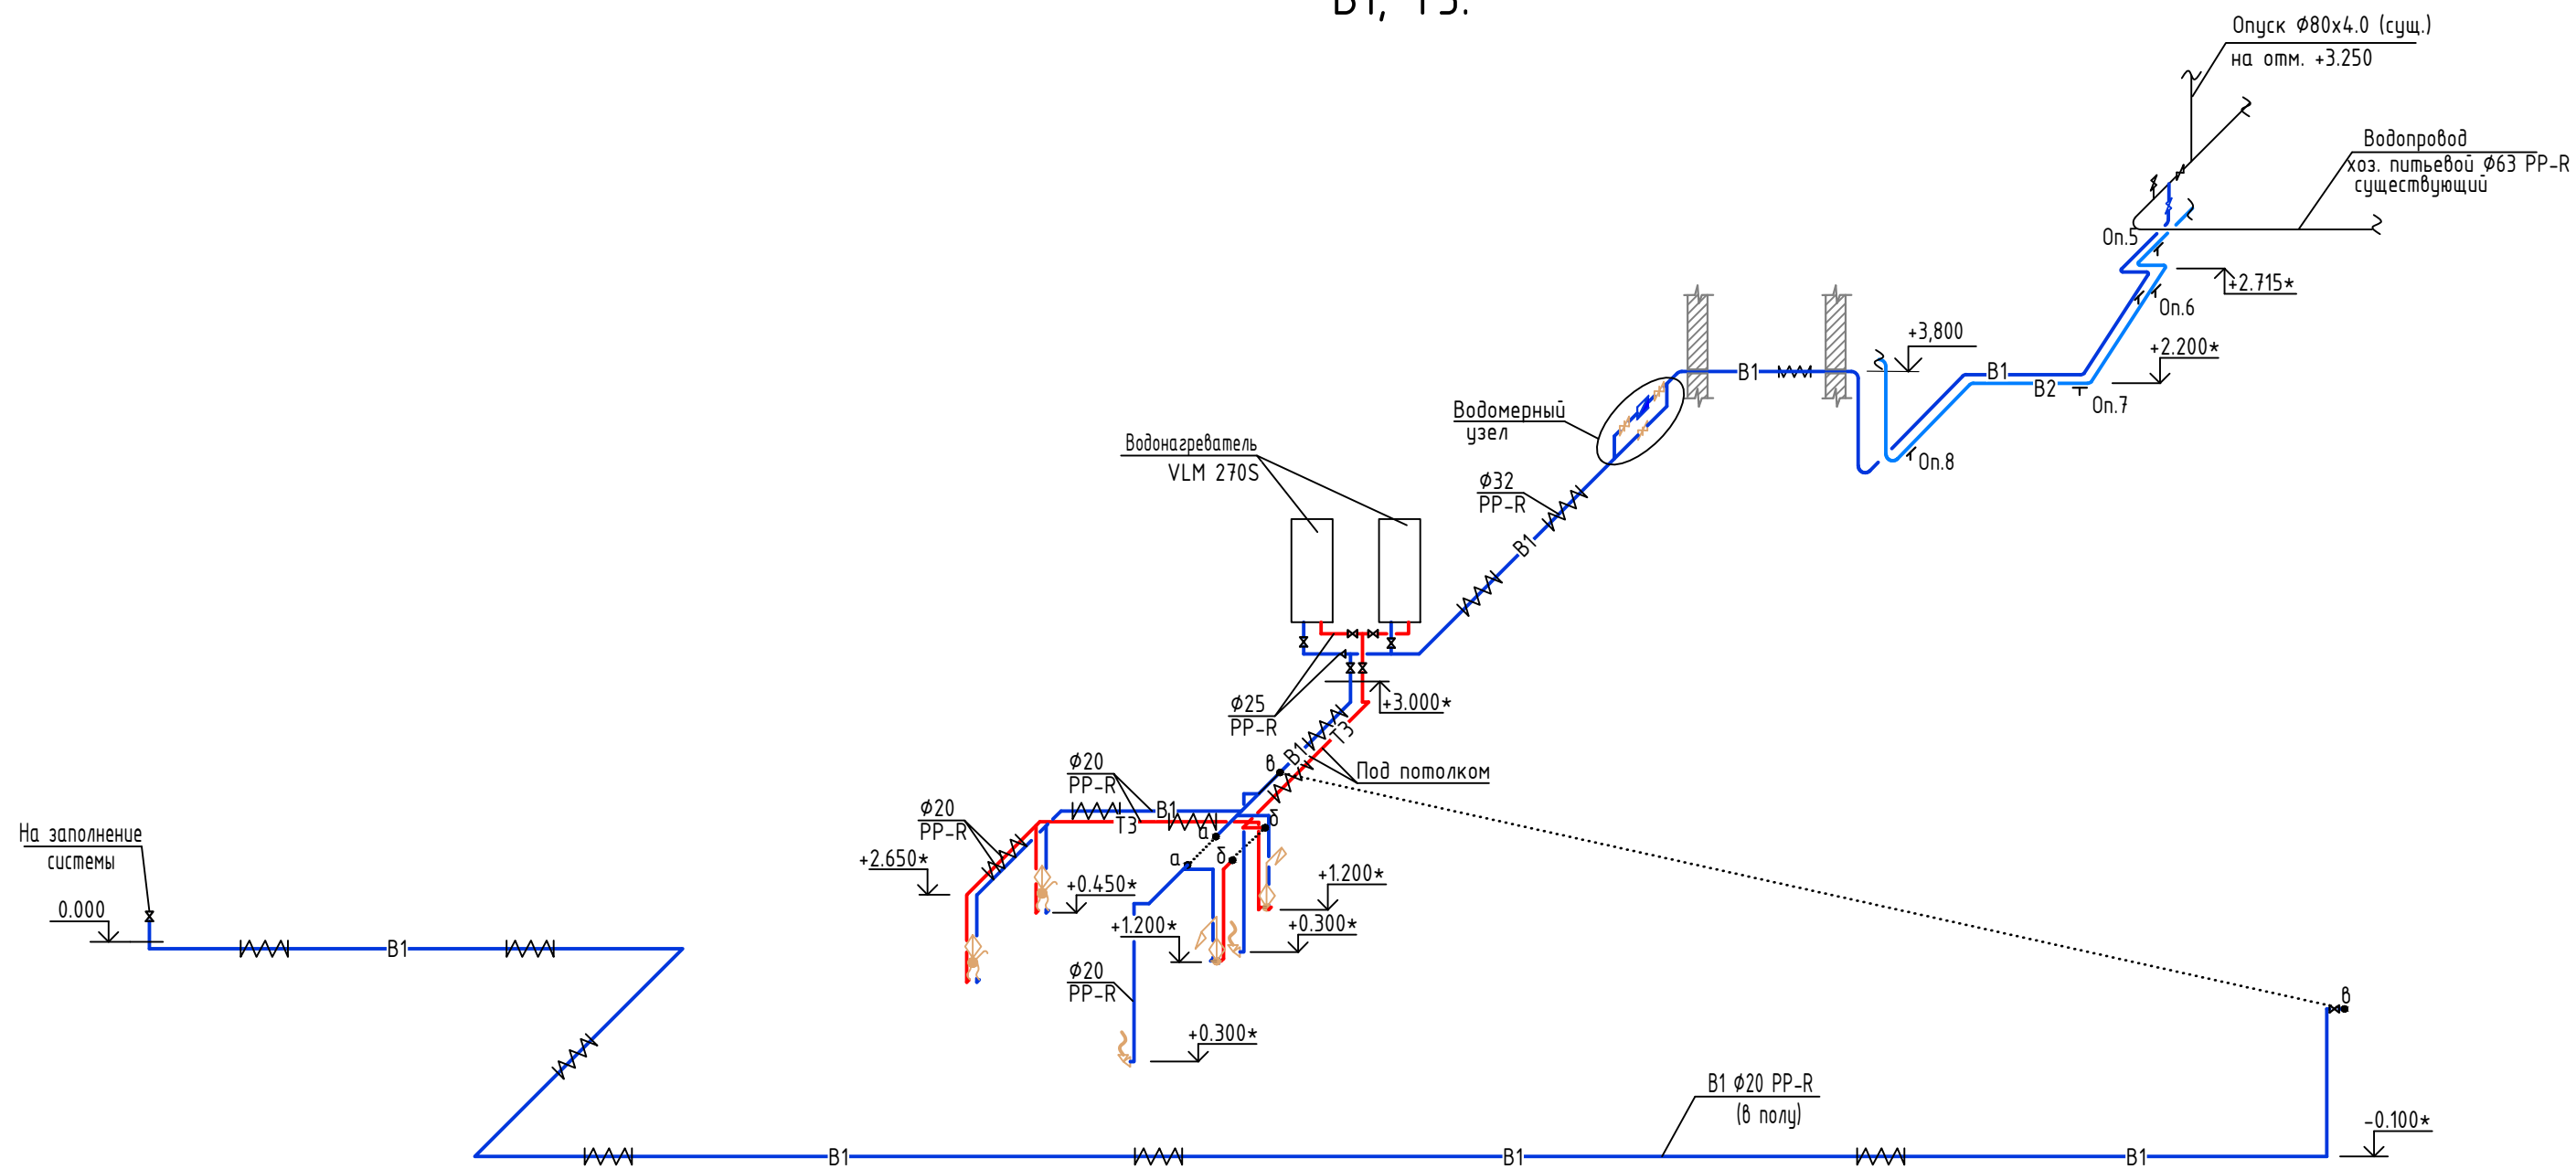 В1, Т3.
Опуск Ø80x4.0 (сущ.)
на отм. +3.250
Водопровод
хоз. питьевой Ø63 PP-R
существующий
Оп.5
+2.715*
Оп.6
+3,800
+2.200*
В1
В1
В2
Оп.7
Водомерный
узел
Водонагреватель
VLM 270S
Оп.8
Ø32
PP-R
В1
Ø25
PP-R
+3.000*
Т3
В1
в
Под потолком
Ø20
PP-R
Ø20
PP-R
В1
Т3
б
а
На заполнение
системы
+2.650*
а
б
+0.450*
+1.200*
0.000
+1.200*
+0.300*
В1
Ø20
PP-R
в
+0.300*
В1 Ø20 PP-R
(в полу)
-0.100*
В1
В1
В1